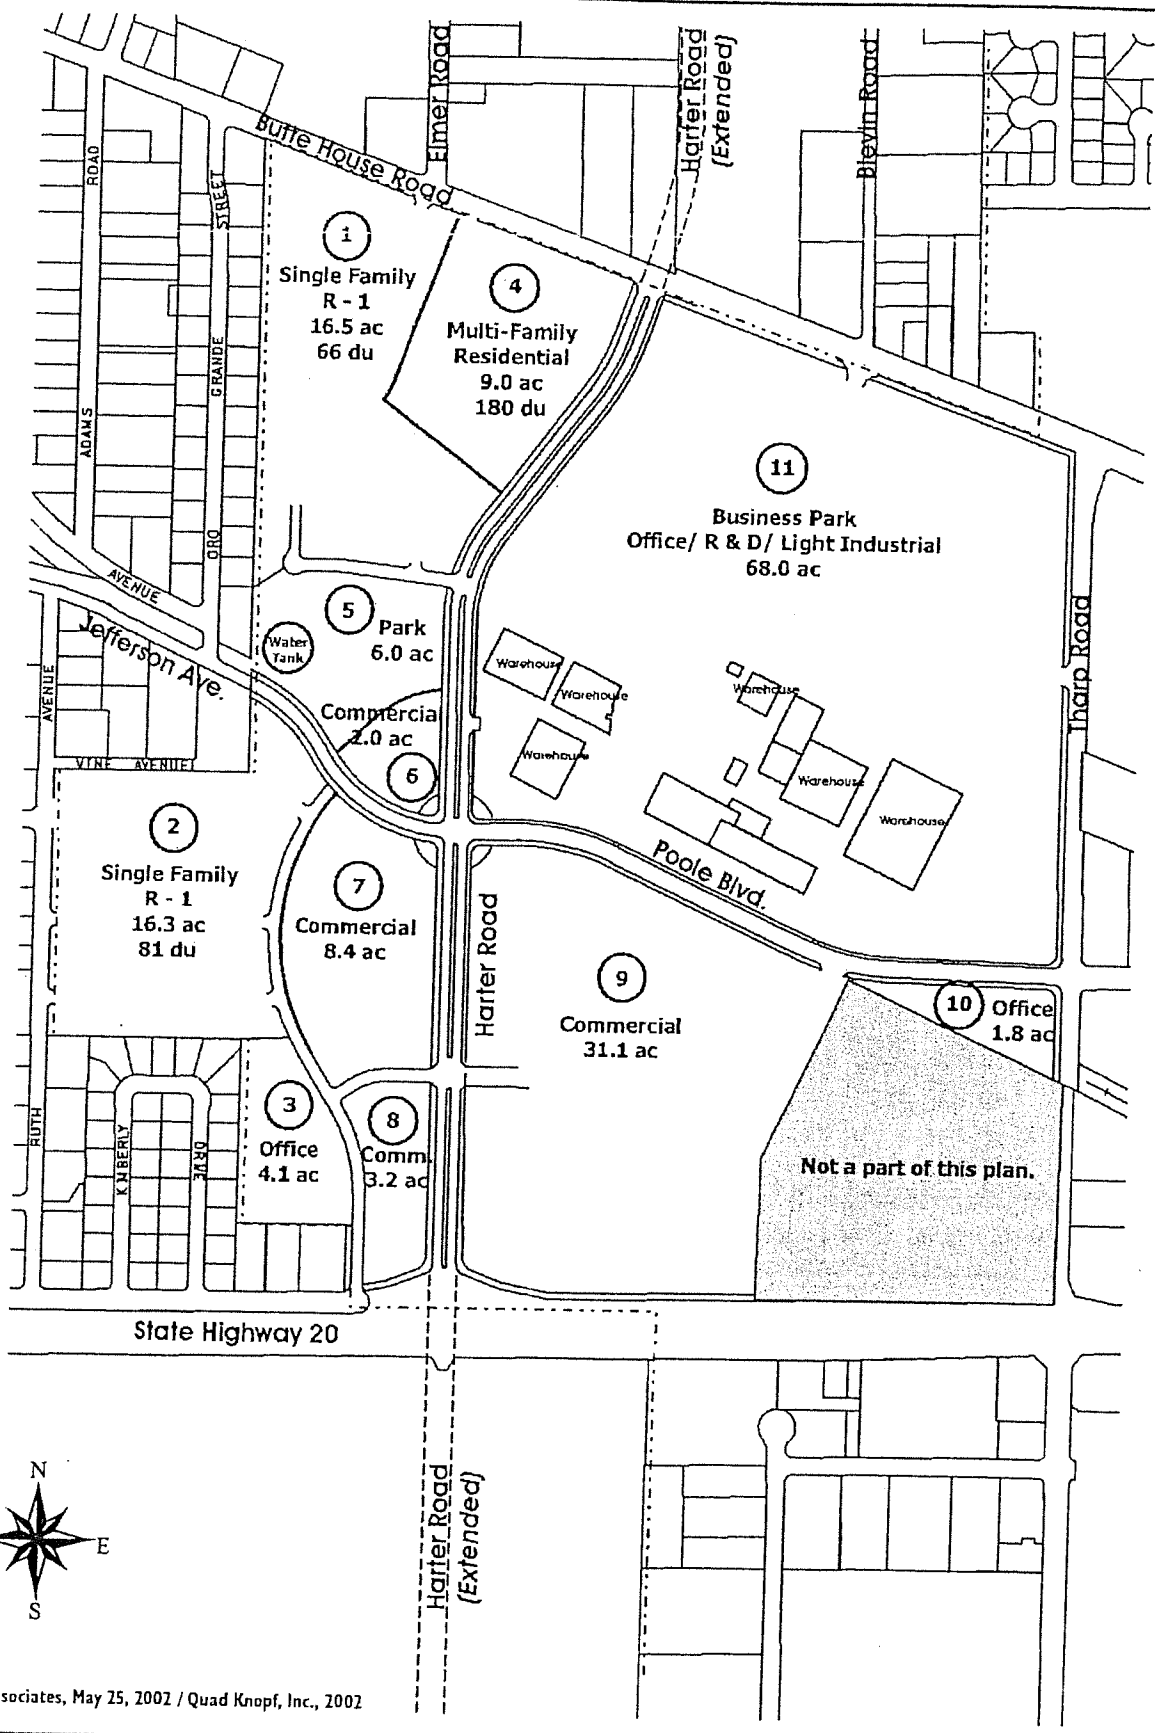 Elmer Road
Harter Road
(Extended)
Blevin Road
Butte House Road
ROAD
STREET
1
Single Family
R - 1
16.5 ac
66 du
4
Multi-Family
Residential
9.0 ac
180 du
GRANDE
ADAMS
ORO
11
Business Park
Office/ R & D/ Light Industrial
68.0 ac
AVENUE
Jefferson Ave.
5
Park
6.0 ac
Water
Tank
Tharp Road
AVENUE
Warehouse
Warehouse
Warehouse
Warehouse
Warehouse
Warehouse
Commercial
2.0 ac
6
VINE AVENUE
2
Single Family
R - 1
16.3 ac
81 du
7
Commercial
8.4 ac
Poole Blvd.
Harter Road
9
Commercial
31.1 ac
10
Office
1.8 ac
3
Office
4.1 ac
8
Comm.
3.2 ac
RUTH
KIMBERLY
DRIVE
Not a part of this plan.
State Highway 20
Harter Road
(Extended)
N
E
S
sociates, May 25, 2002 / Quad Knopf, Inc., 2002